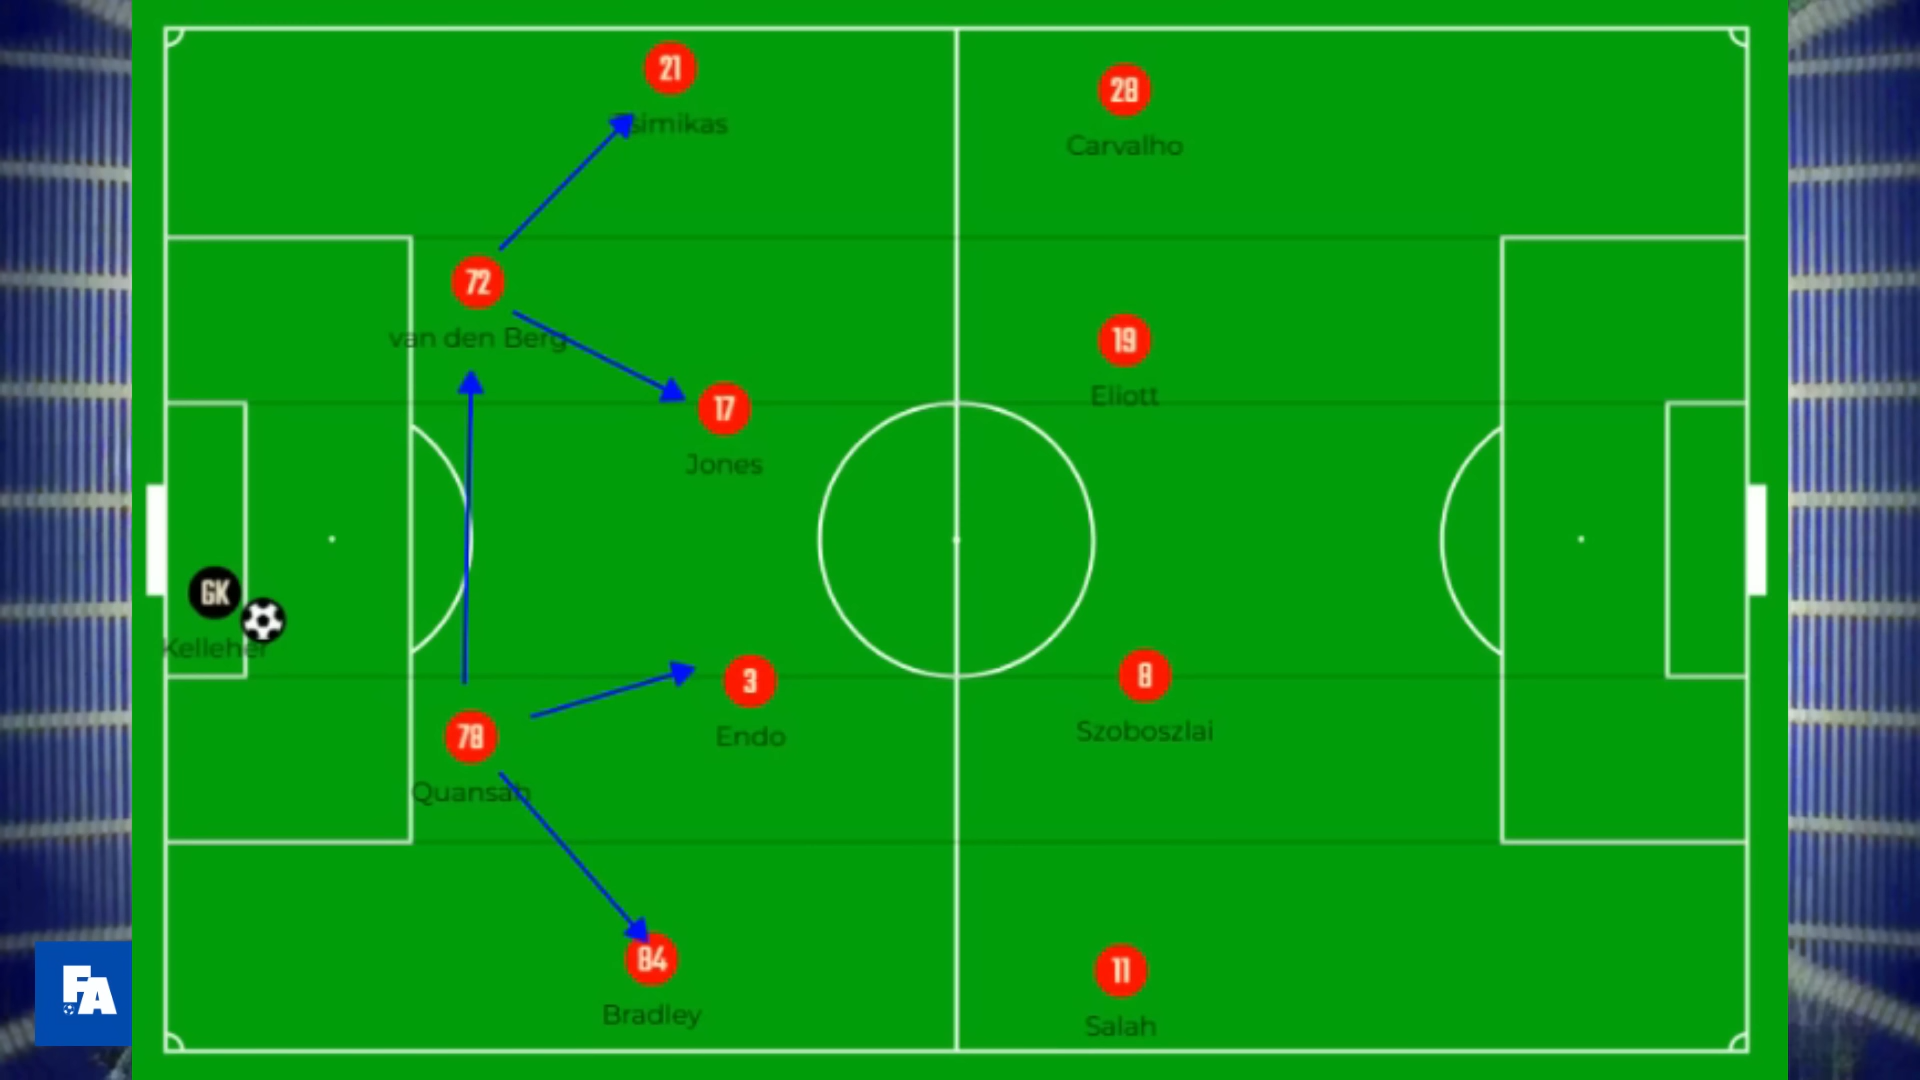 21
Tsimikas
28
Carvalho
72
van den Berg
19
Eliott
17
Jones
GK
Kelleher
3
Endo
8
Szoboszlai
78
Quansah
84
Bradley
11
Salah
FA